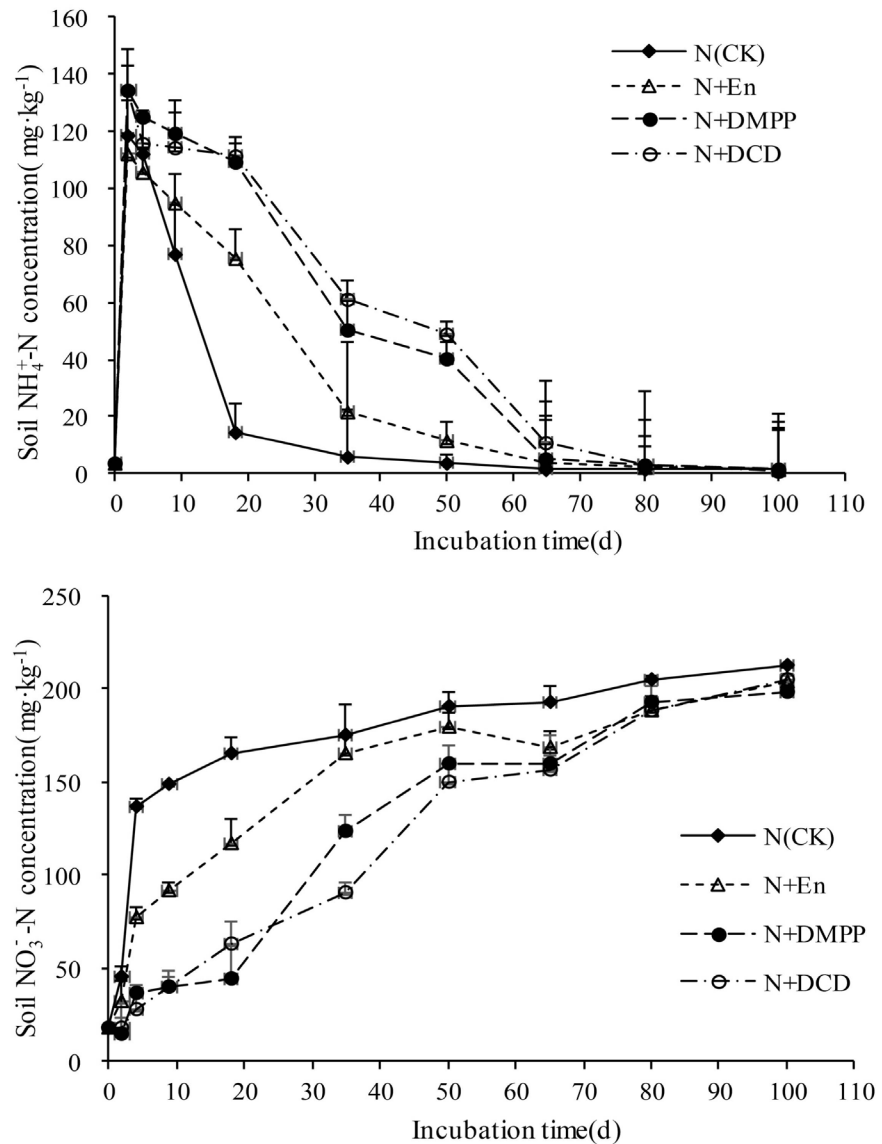 160
140
120
100
80
60
40
20
0
Soil NH₄⁺-N concentration( mg·kg⁻¹)
N(CK)
N+En
N+DMPP
N+DCD
0 10 20 30 40 50 60 70 80 90 100 110
Incubation time(d)
250
200
150
100
50
0
Soil NO₃⁻-N concentration( mg·kg⁻¹)
N(CK)
N+En
N+DMPP
N+DCD
0 10 20 30 40 50 60 70 80 90 100 110
Incubation time(d)